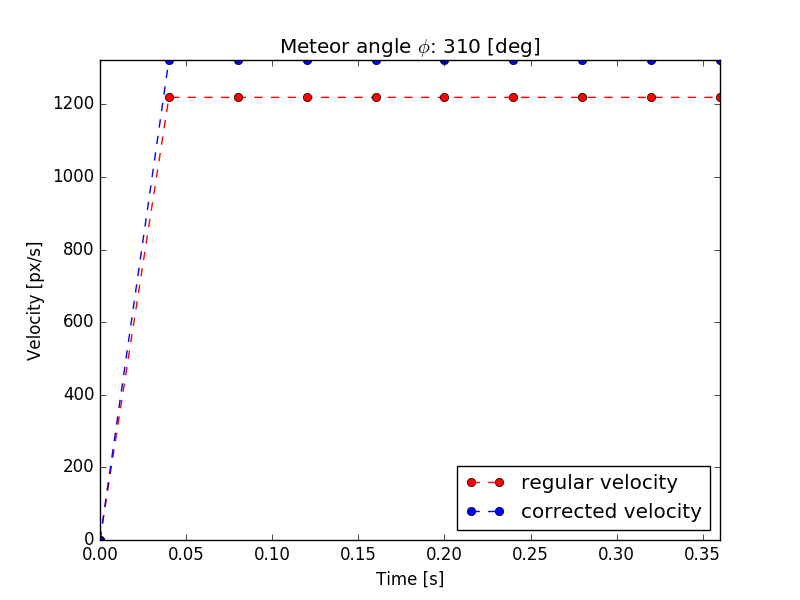 Meteor angle ϕ: 310 [deg]
1200
1000
800
600
400
200
0
Velocity [px/s]
regular velocity
corrected velocity
0.00 0.05 0.10 0.15 0.20 0.25 0.30 0.35
Time [s]